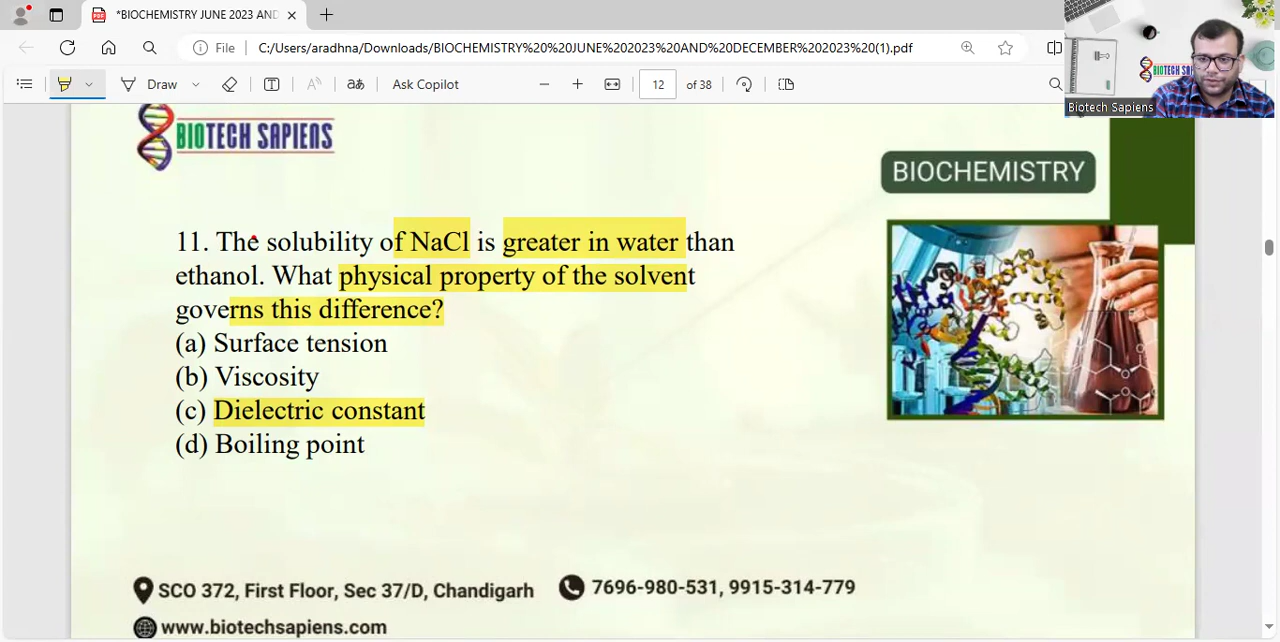 *BIOCHEMISTRY JUNE 2023 AND
File C:/Users/aradhna/Downloads/BIOCHEMISTRY%20%20JUNE%202023%20AND%20DECEMBER%202023%20(1).pdf
Draw
aあ
Ask Copilot
12 of 38
Biotech Sapiens
BIOTECH SAPIENS
BIOCHEMISTRY
11. The solubility of NaCl is greater in water than
ethanol. What physical property of the solvent
governs this difference?
(a) Surface tension
(b) Viscosity
(c) Dielectric constant
(d) Boiling point
SCO 372, First Floor, Sec 37/D, Chandigarh 7696-980-531, 9915-314-779
www.biotechsapiens.com